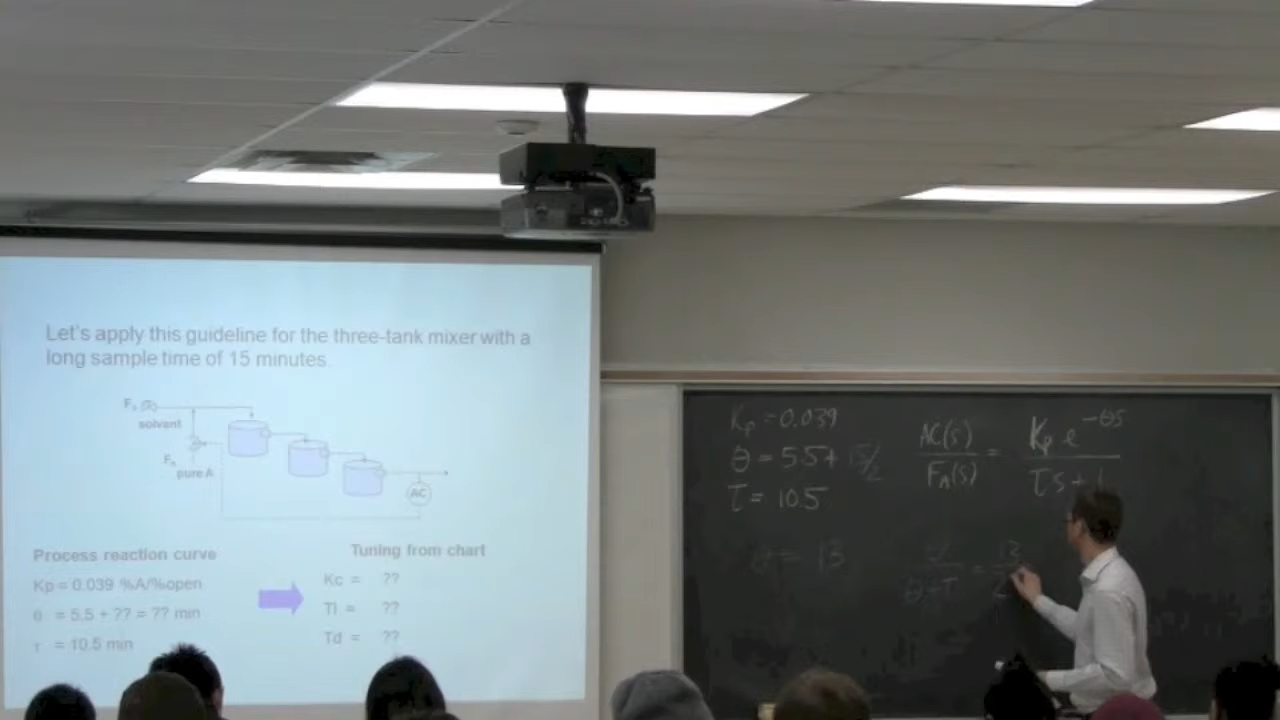 Let's apply this guideline for the three-tank mixer with a
long sample time of 15 minutes.
solvent
pure A
AC
Process reaction curve
Kp = 0.039 %A/%open
θ = 5.5 + ?? = ?? min
τ = 10.5 min
Tuning from chart
Kc = ??
TI = ??
Td = ??
Kp = 0.039
θ = 5.5 + 15/2
τ = 10.5
AC(s) / FA(s) = Kp e^-θs / τs + 1
θ = 13
θ / θ+τ = 13